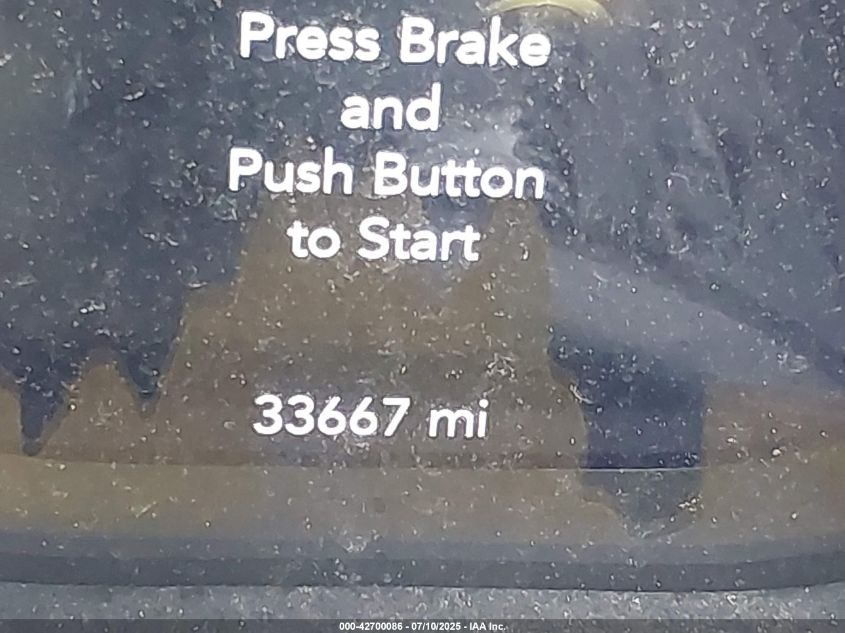 Press Brake
and
Push Button
to Start
33667 mi
000-42700086 - 07/10/2025 - IAA Inc.